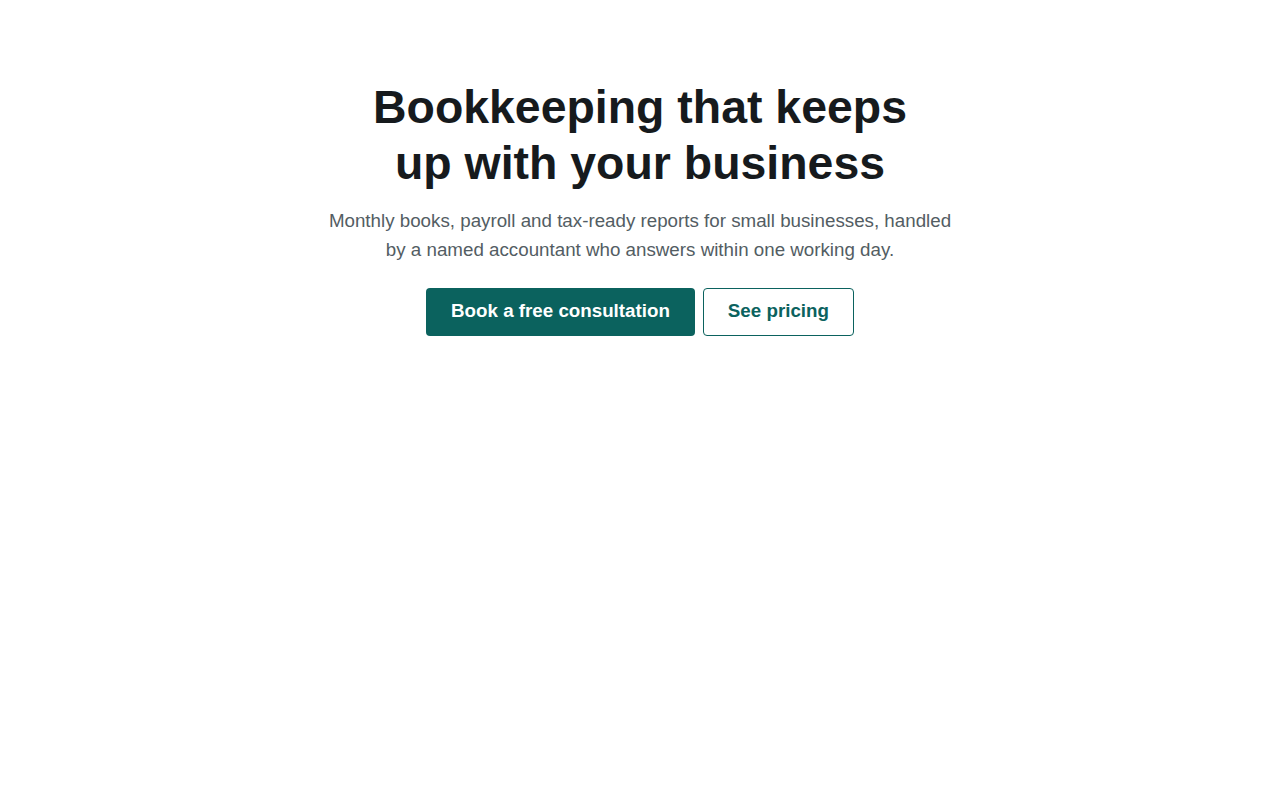 Bookkeeping that keeps
up with your business
Monthly books, payroll and tax-ready reports for small businesses, handled
by a named accountant who answers within one working day.
Book a free consultation
See pricing